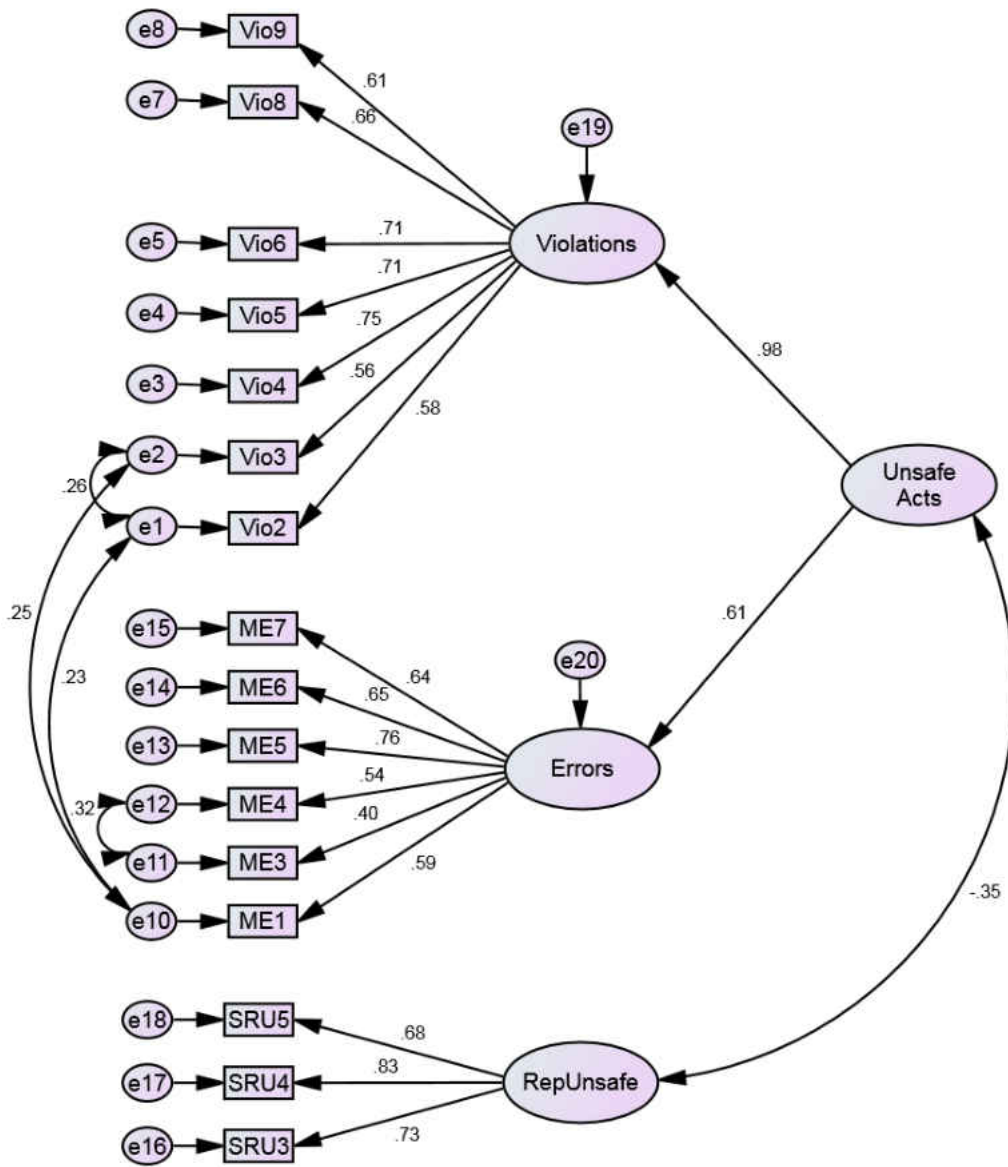 e8
Vio9
.61
e7
Vio8
.66
e19
e5
Vio6
.71
Violations
e4
Vio5
.71
e3
Vio4
.75
.98
e2
Vio3
.56
.26
e1
Vio2
.58
Unsafe
Acts
.25
.23
e15
ME7
.64
.61
e20
e14
ME6
.65
e13
ME5
.76
Errors
.32
e12
ME4
.54
e11
ME3
.40
e10
ME1
.59
-.35
e18
SRU5
.68
e17
SRU4
.83
RepUnsafe
e16
SRU3
.73